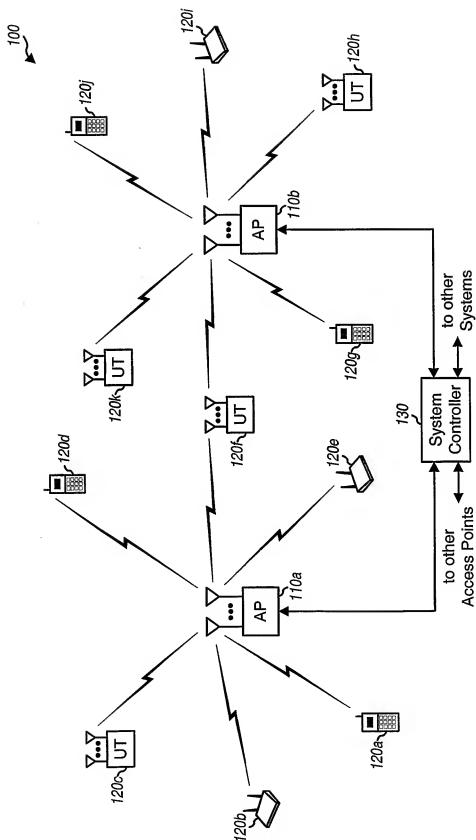 100
120j
120i
120d
120k
UT
UT
120h
AP
110b
120c
UT
120f
UT
120g
AP
110a
120e
120b
120a
130
System
Controller
to other
Access Points
to other
Systems